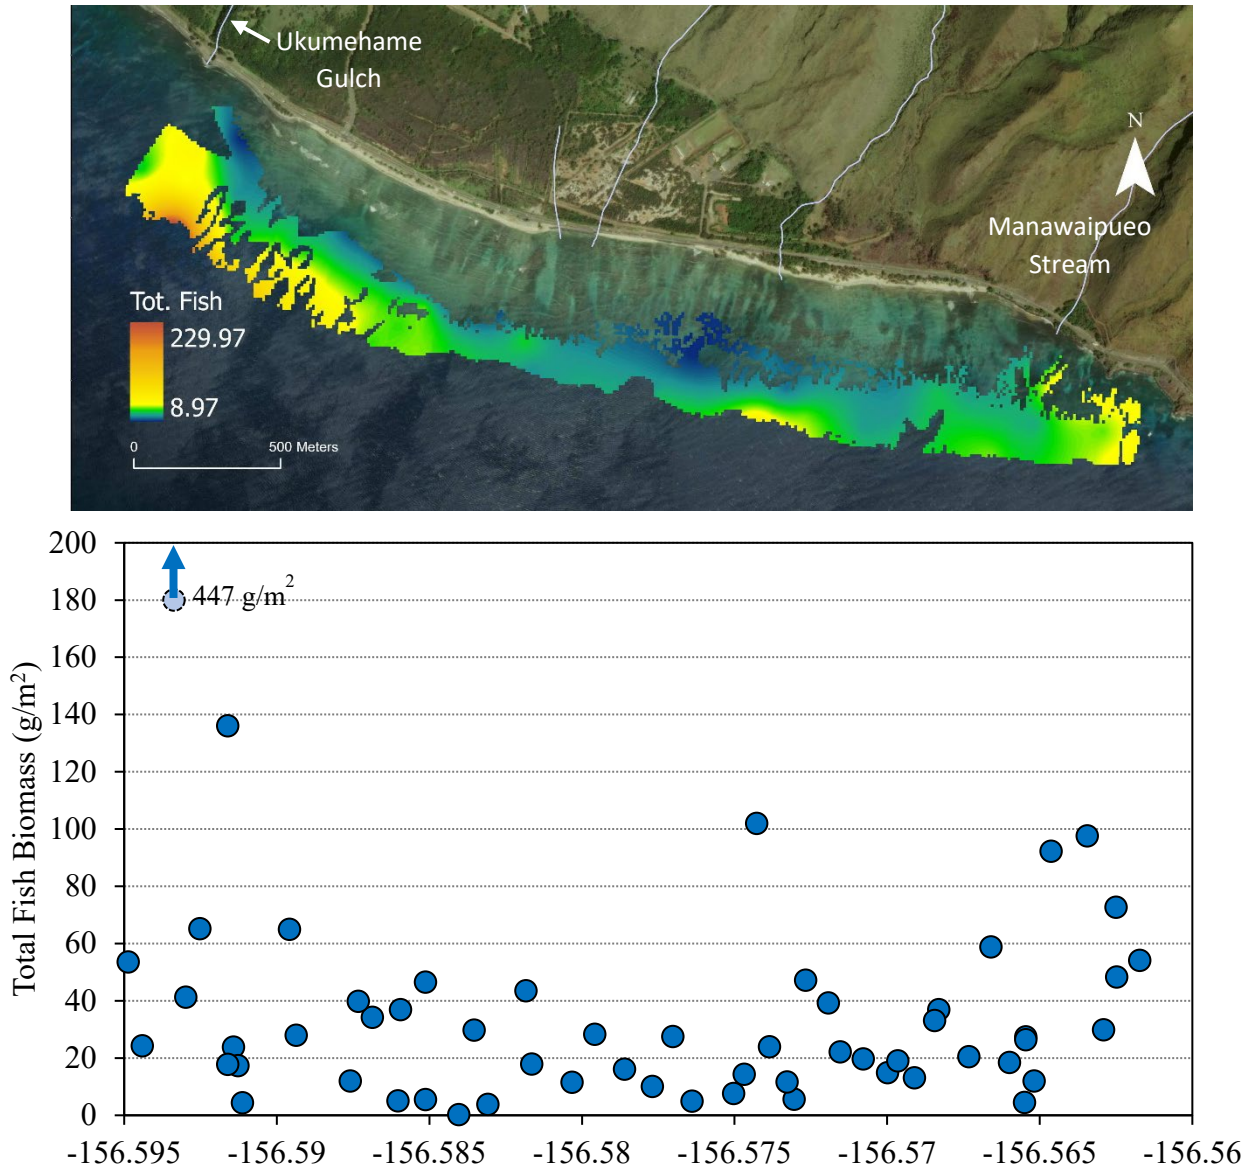 Ukumehame
Gulch
N
Manawaipueo
Stream
Tot. Fish
229.97
8.97
0 500 Meters
200
447 g/m²
180
160
140
120
100
80
60
40
20
0
Total Fish Biomass (g/m²)
-156.595 -156.59 -156.585 -156.58 -156.575 -156.57 -156.565 -156.56